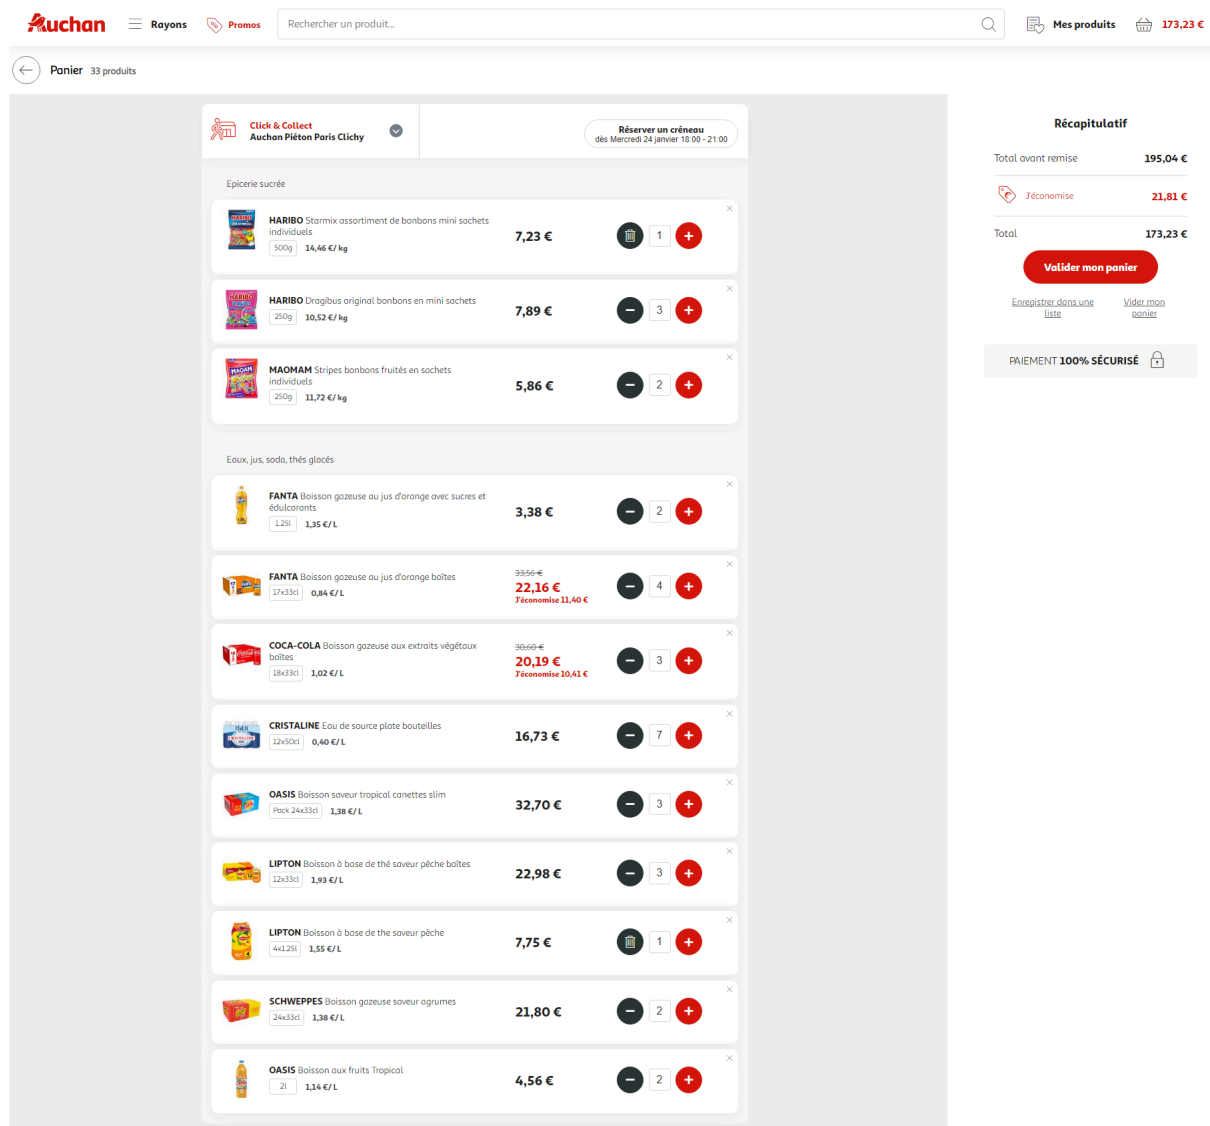 Auchan
Rayons
Promos
Rechercher un produit...
Mes produits
173,23 €
Panier 33 produits
Click & Collect
Auchan Piéton Paris Clichy
Réserver un créneau
dès Mercredi 24 janvier 18:00 - 21:00
Epicerie sucrée
HARIBO Starmix assortiment de bonbons mini sachets
individuels
500g 14,46 €/ kg
7,23 €
1
HARIBO Dragibus original bonbons en mini sachets
250g 10,52 €/ kg
7,89 €
3
MAOMAM Stripes bonbons fruités en sachets
individuels
250g 11,72 €/ kg
5,86 €
2
Eaux, jus, soda, thés glacés
FANTA Boisson gazeuse au jus d'orange avec sucres et
édulcorants
1.25l 1,35 €/ L
3,38 €
2
FANTA Boisson gazeuse au jus d'orange boîtes
17x33cl 0,84 €/ L
33,56 €
22,16 €
J'économise 11,40 €
4
COCA-COLA Boisson gazeuse aux extraits végétaux
boîtes
18x33cl 1,02 €/ L
30,60 €
20,19 €
J'économise 10,41 €
3
CRISTALINE Eau de source plate bouteilles
12x50cl 0,40 €/ L
16,73 €
7
OASIS Boisson saveur tropical canettes slim
Pack 24x33cl 1,38 €/ L
32,70 €
3
LIPTON Boisson à base de thé saveur pêche boîtes
12x33cl 1,93 €/ L
22,98 €
3
LIPTON Boisson à base de the saveur pêche
4x1.25l 1,55 €/ L
7,75 €
1
SCHWEPPES Boisson gazeuse saveur agrumes
24x33cl 1,38 €/ L
21,80 €
2
OASIS Boisson aux fruits Tropical
2l 1,14 €/ L
4,56 €
2
Récapitulatif
Total avant remise 195,04 €
J'économise 21,81 €
Total 173,23 €
Valider mon panier
Enregistrer dans une
liste
Vider mon
panier
PAIEMENT 100% SÉCURISÉ